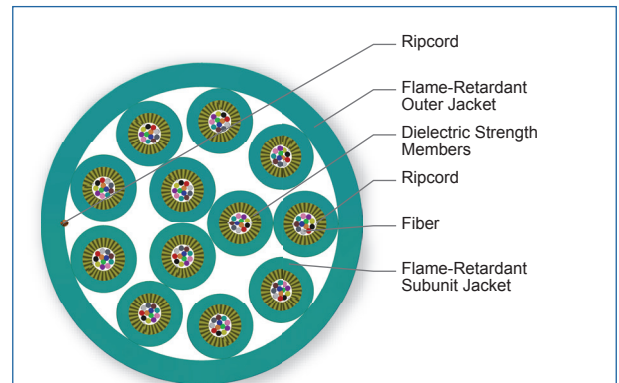 Ripcord
Flame-Retardant
Outer Jacket
Dielectric Strength
Members
Ripcord
Fiber
Flame-Retardant
Subunit Jacket